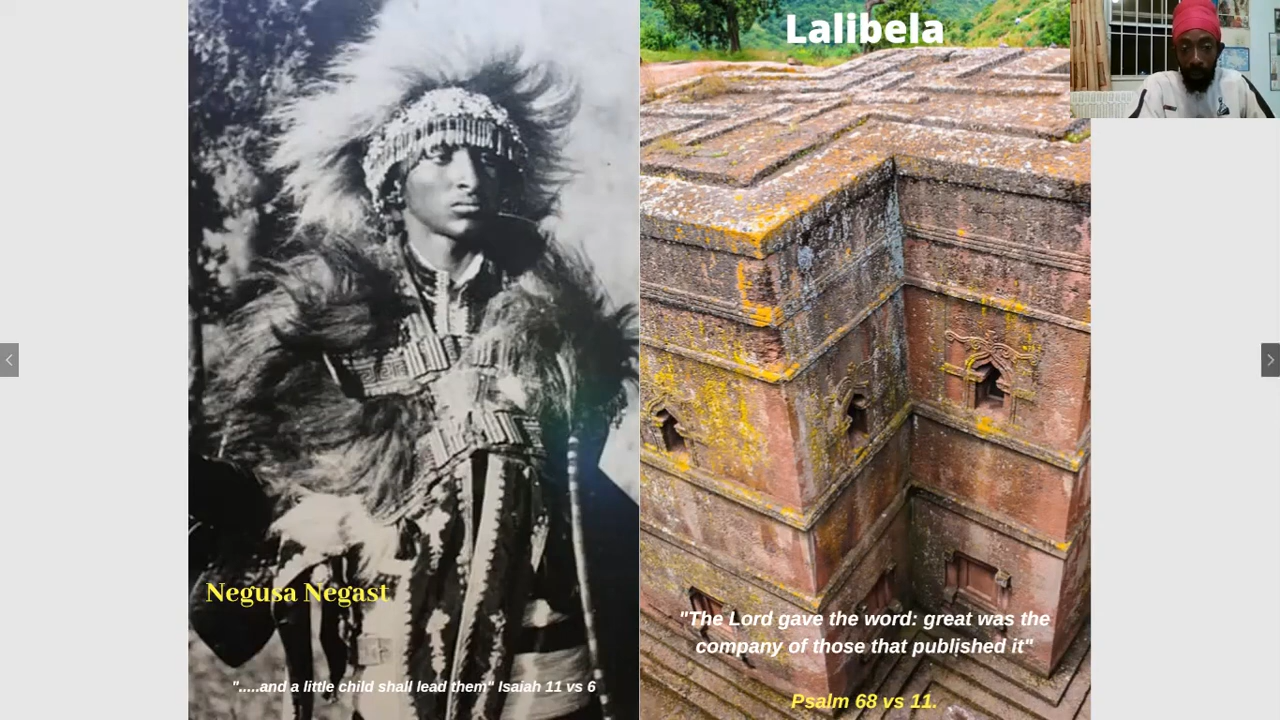 Negusa Negast
".....and a little child shall lead them" Isaiah 11 vs 6
Lalibela
"The Lord gave the word: great was the
company of those that published it"
Psalm 68 vs 11.